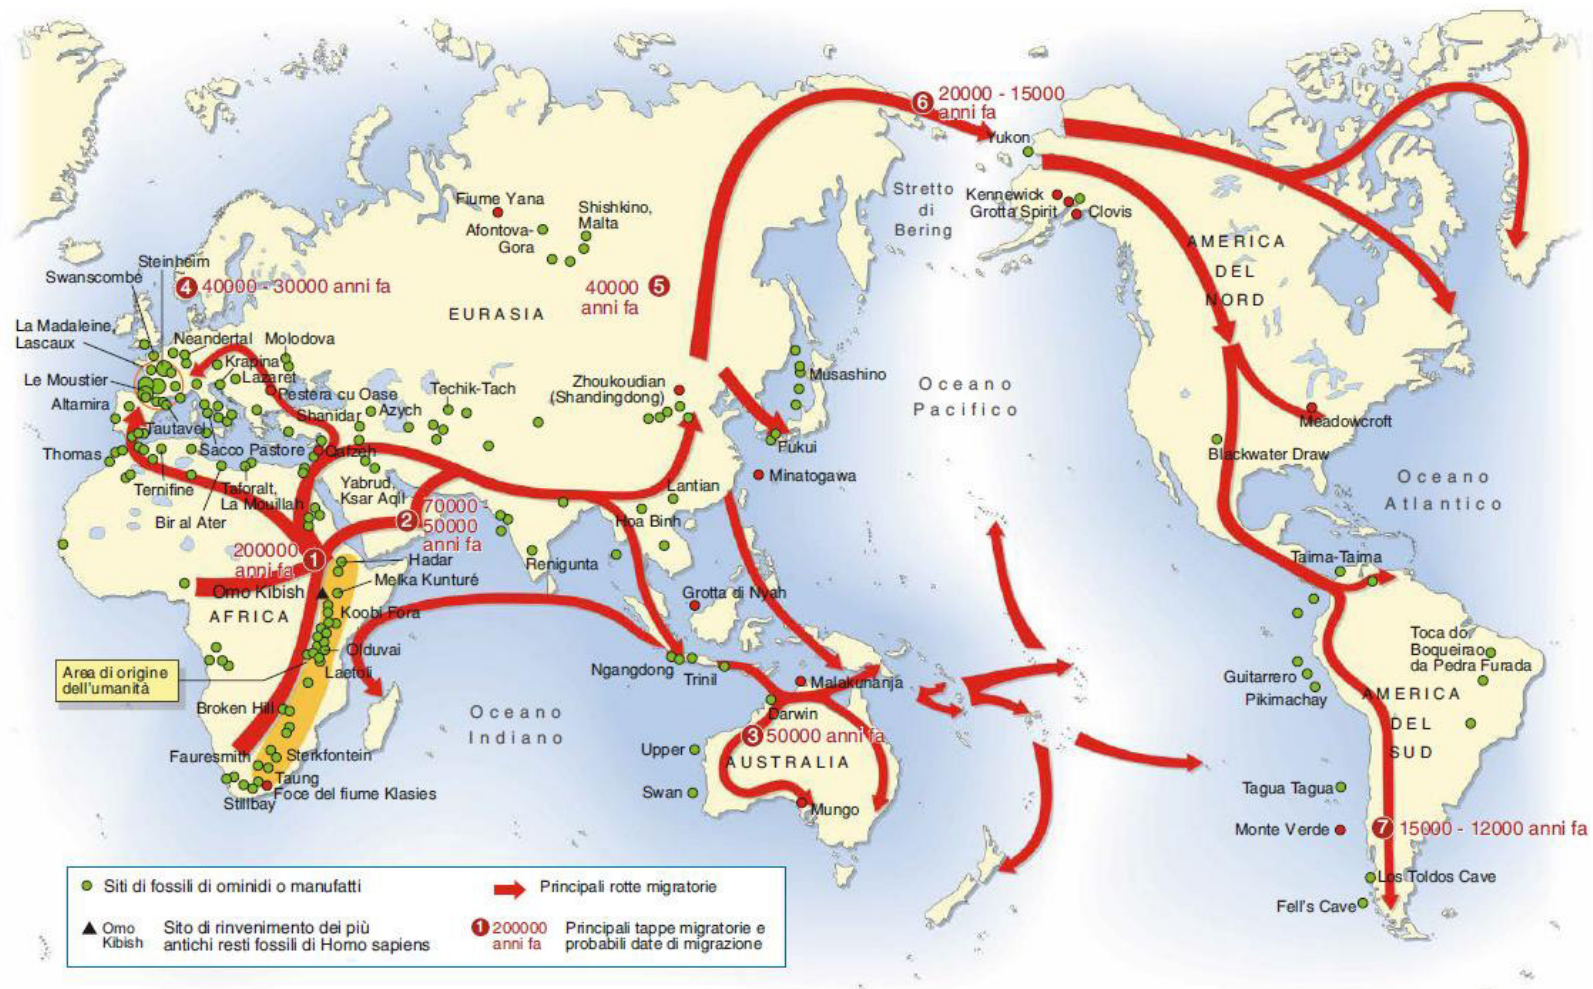 6 20000 - 15000
anni fa
Yukon
Stretto
di
Bering
Kennewick
Grotta Spirit
Clovis
Fiume Yana
Afontova-
Gora
Shishkino,
Malta
AMERICA
DEL
NORD
Steinheim
Swanscombe
4 40000 - 30000 anni fa
40000 5
anni fa
EURASIA
La Madaleine,
Lascaux
Neandertal
Molodova
Krapina
Lazaret
Le Moustier
Pestera cu Oase
Altamira
Techik-Tach
Zhoukoudian
(Shandingdong)
Musashino
Oceano
Pacifico
Shanidar
Azych
Tautavel
Thomas
Sacco Pastore
Qafzeh
Fukui
Meadowcroft
Blackwater Draw
Minatogawa
Oceano
Atlantico
Ternifine
Taforalt,
La Mouillah
Yabrud,
Ksar Aqil
Lantian
Bir al Ater
2 70000 -
50000
anni fa
Hoa Binh
200000 1
anni fa
Hadar
Renigunta
Taima-Taima
Melka Kunturé
Omo Kibish
Grotta di Nyah
AFRICA
Koobi Fora
Olduvai
Area di origine
dell'umanità
Laetoli
Ngangdong
Trinil
Malakunanja
Toca do
Boqueirao
da Pedra Furada
Guitarrero
Pikimachay
AMERICA
DEL
SUD
Broken Hill
Oceano
Indiano
Darwin
3 50000 anni fa
Fauresmith
Sterkfontein
Upper
AUSTRALIA
Taung
Foce del fiume Klasies
Stillbay
Swan
Mungo
Tagua Tagua
Monte Verde
7 15000 - 12000 anni fa
Los Toldos Cave
Fell's Cave
Siti di fossili di ominidi o manufatti
Principali rotte migratorie
Omo
Kibish
Sito di rinvenimento dei più
antichi resti fossili di Homo sapiens
1 200000
anni fa
Principali tappe migratorie e
probabili date di migrazione